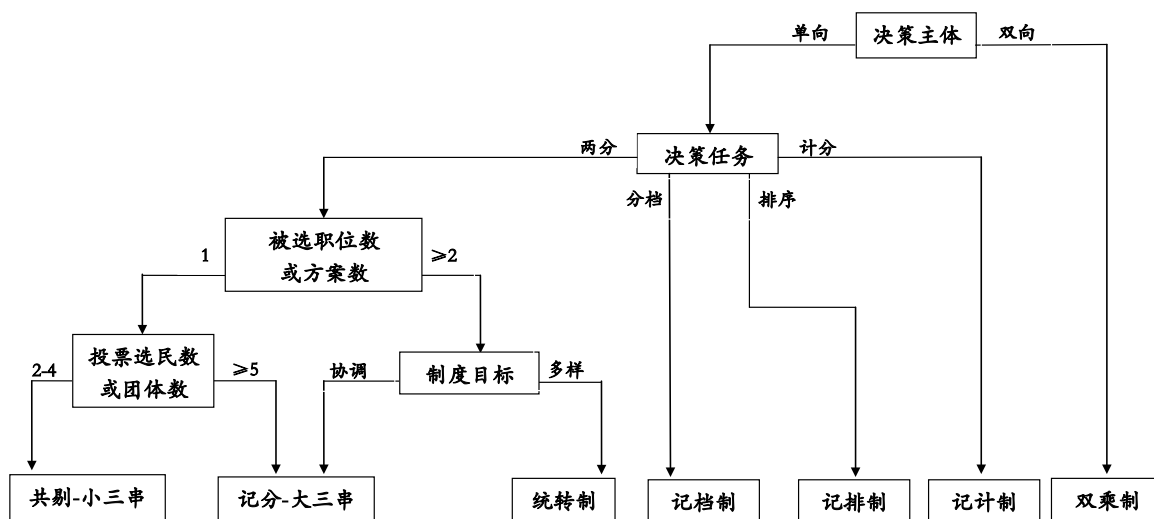 单向
决策主体
双向
两分
决策任务
计分
分档
排序
1
被选职位数
或方案数
≥2
2-4
投票选民数
或团体数
≥5
协调
制度目标
多样
共剔-小三串
记分-大三串
统转制
记档制
记排制
记计制
双乘制